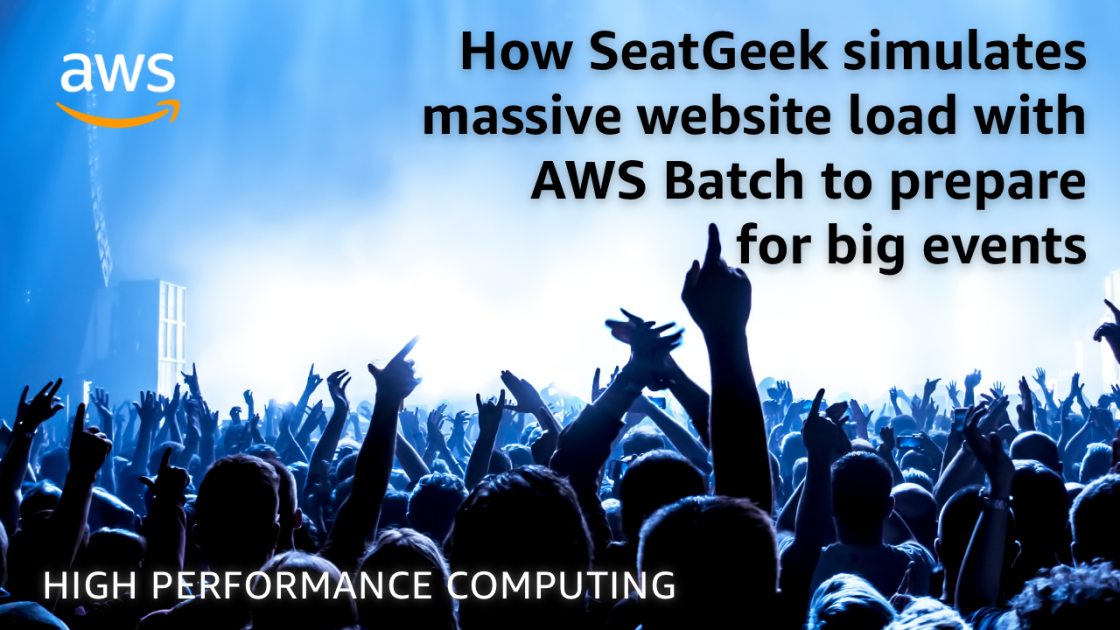 aws
How SeatGeek simulates
massive website load with
AWS Batch to prepare
for big events
HIGH PERFORMANCE COMPUTING